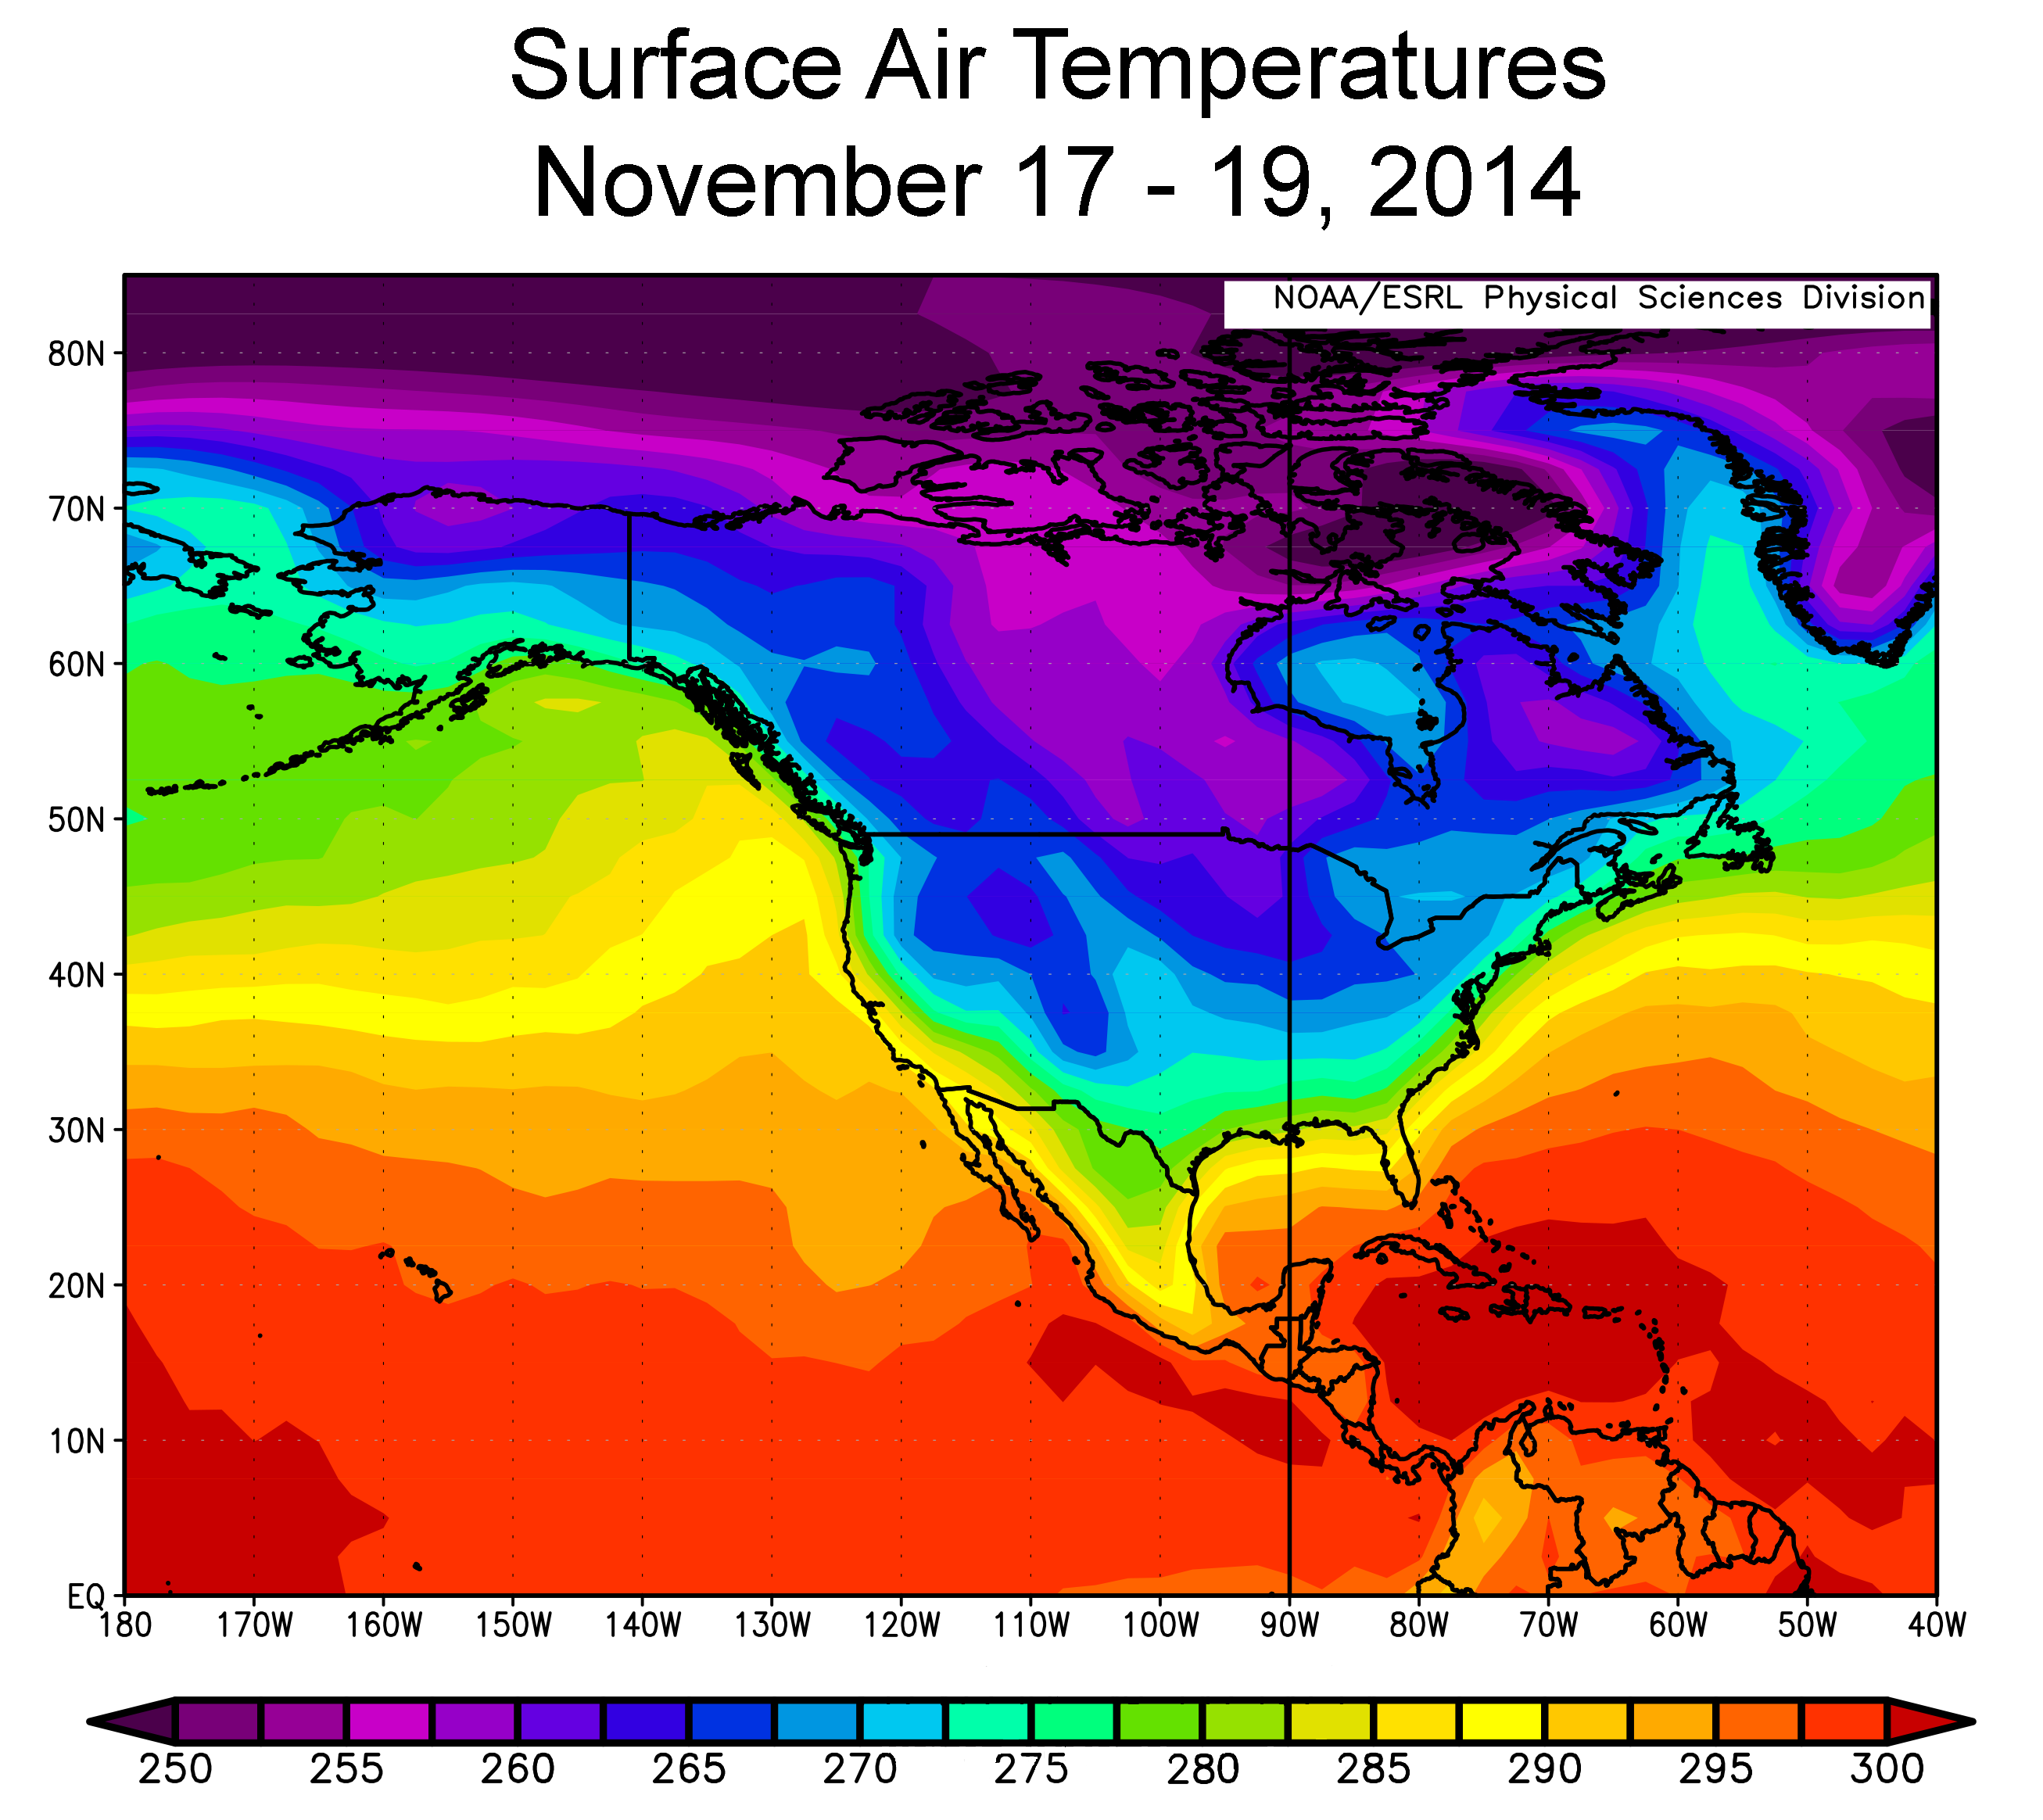 Surface Air Temperatures
November 17 - 19, 2014
NOAA/ESRL Physical Sciences Division
80N
70N
60N
50N
40N
30N
20N
10N
EQ
180 170W 160W 150W 140W 130W 120W 110W 100W 90W 80W 70W 60W 50W 40W
250 255 260 265 270 275 280 285 290 295 300